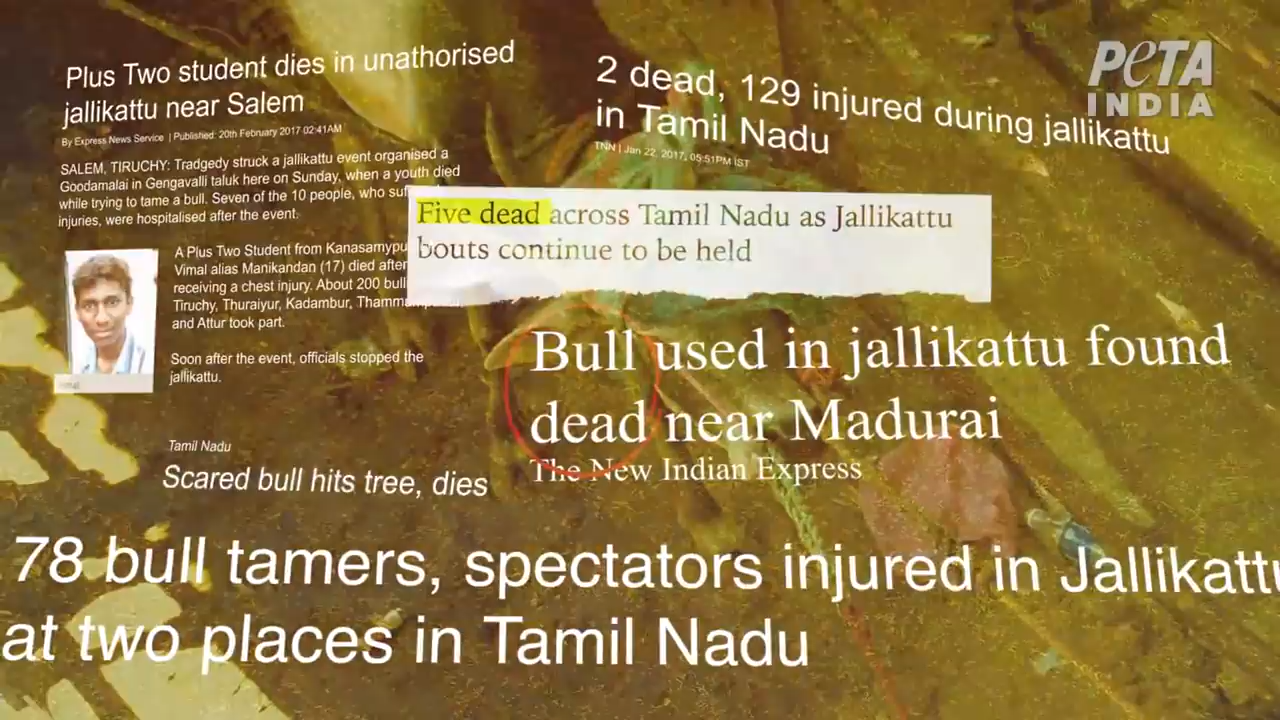 Plus Two student dies in unathorised
jallikattu near Salem
By Express News Service | Published: 20th February 2017 02:41AM
SALEM, TIRUCHY: Tradgedy struck a jallikattu event organised a
Goodamalai in Gengavalli taluk here on Sunday, when a youth died
while trying to tame a bull. Seven of the 10 people, who
injuries, were hospitalised after the event.
A Plus Two Student from
Vimal alias Manikandan (17) died after
receiving a chest injury. About 200
Tiruchy, Thuraiyur, Kadambur,
and Attur took part.
Soon after the event, officials stopped the
jallikattu.
Tamil Nadu
Scared bull hits tree, dies
PETA
INDIA
2 dead, 129 injured during jallikattu
in Tamil Nadu
TNN | Jan 22, 2017, 05:51PM IST
Five dead across Tamil Nadu as Jallikattu
bouts continue to be held
Bull used in jallikattu found
dead near Madurai
The New Indian Express
78 bull tamers, spectators injured in Jallikattu
at two places in Tamil Nadu